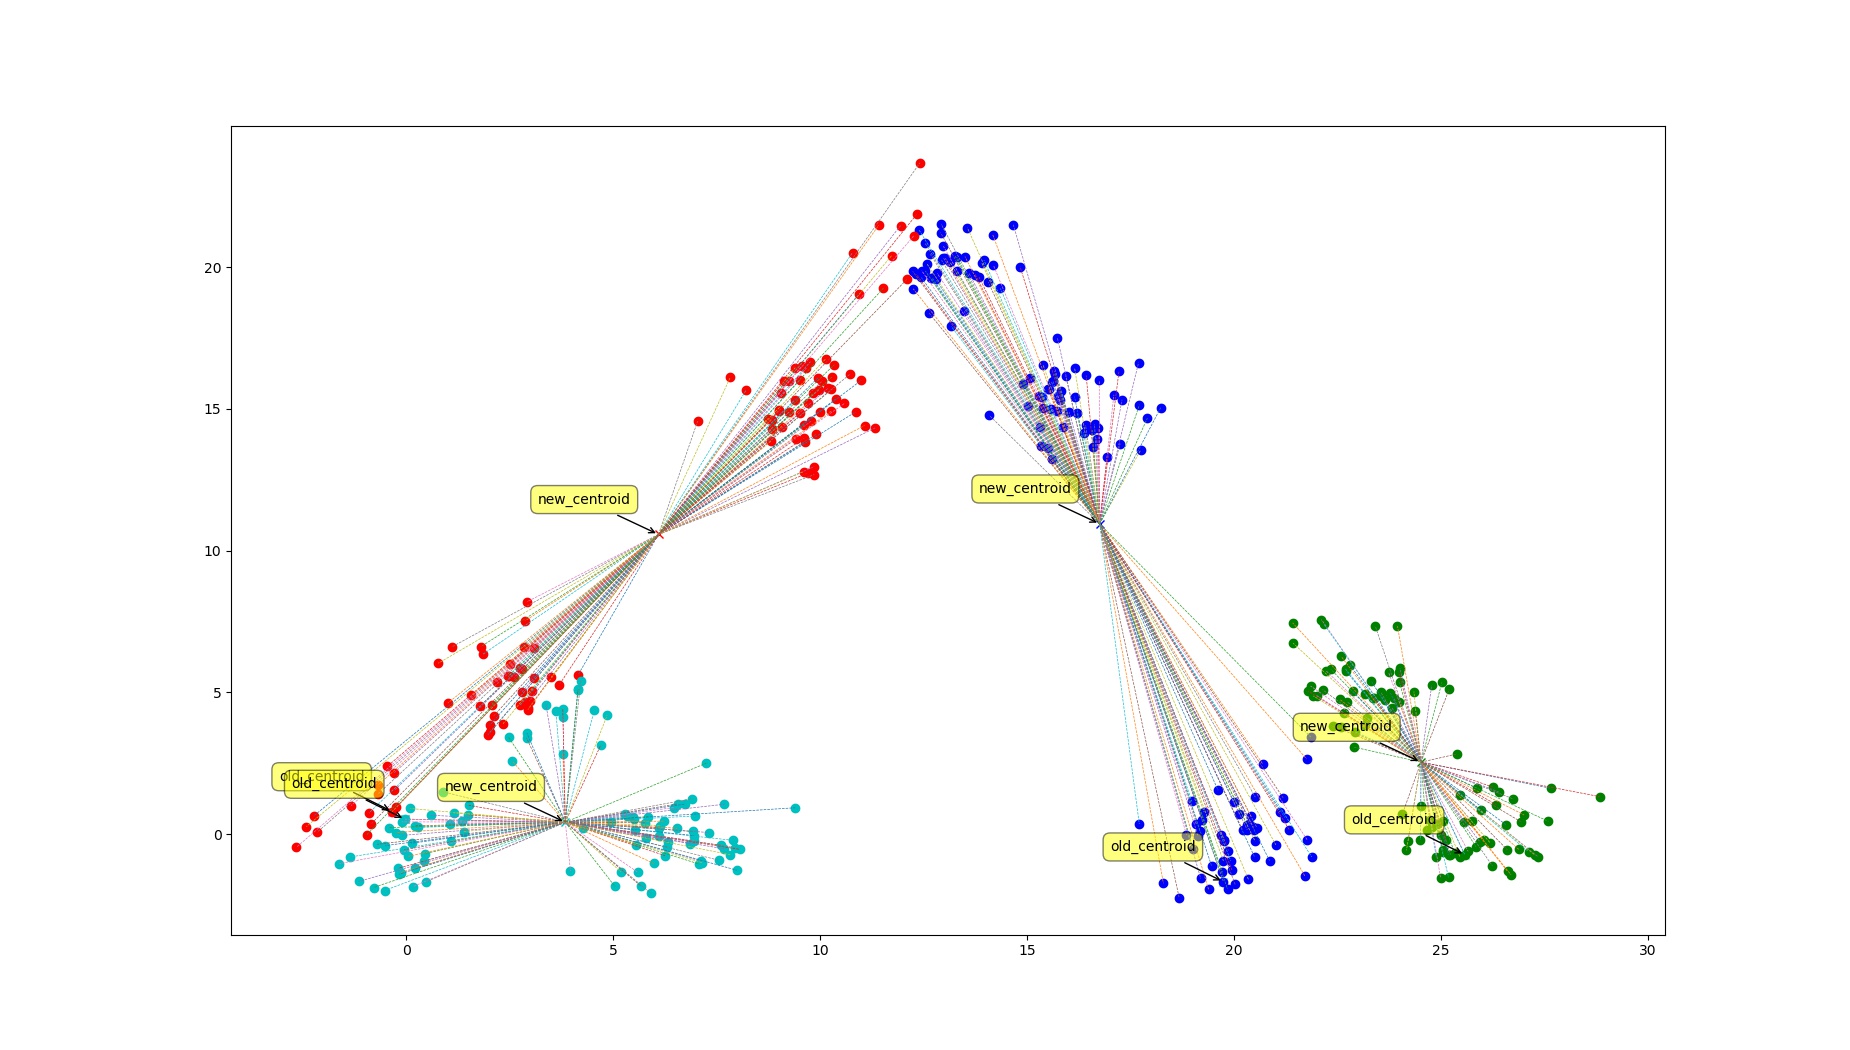 20
15
10
5
0
new_centroid
new_centroid
new_centroid
old_centroid
old_centroid
new_centroid
old_centroid
old_centroid
0 5 10 15 20 25 30